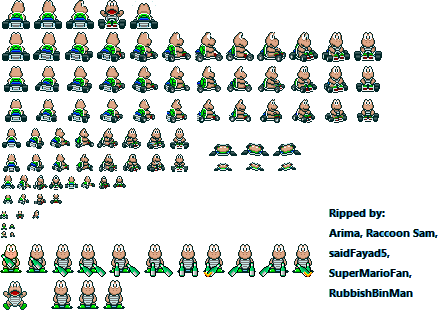 Ripped by:
Arima, Raccoon Sam,
saidFayad5,
SuperMarioFan,
RubbishBinMan